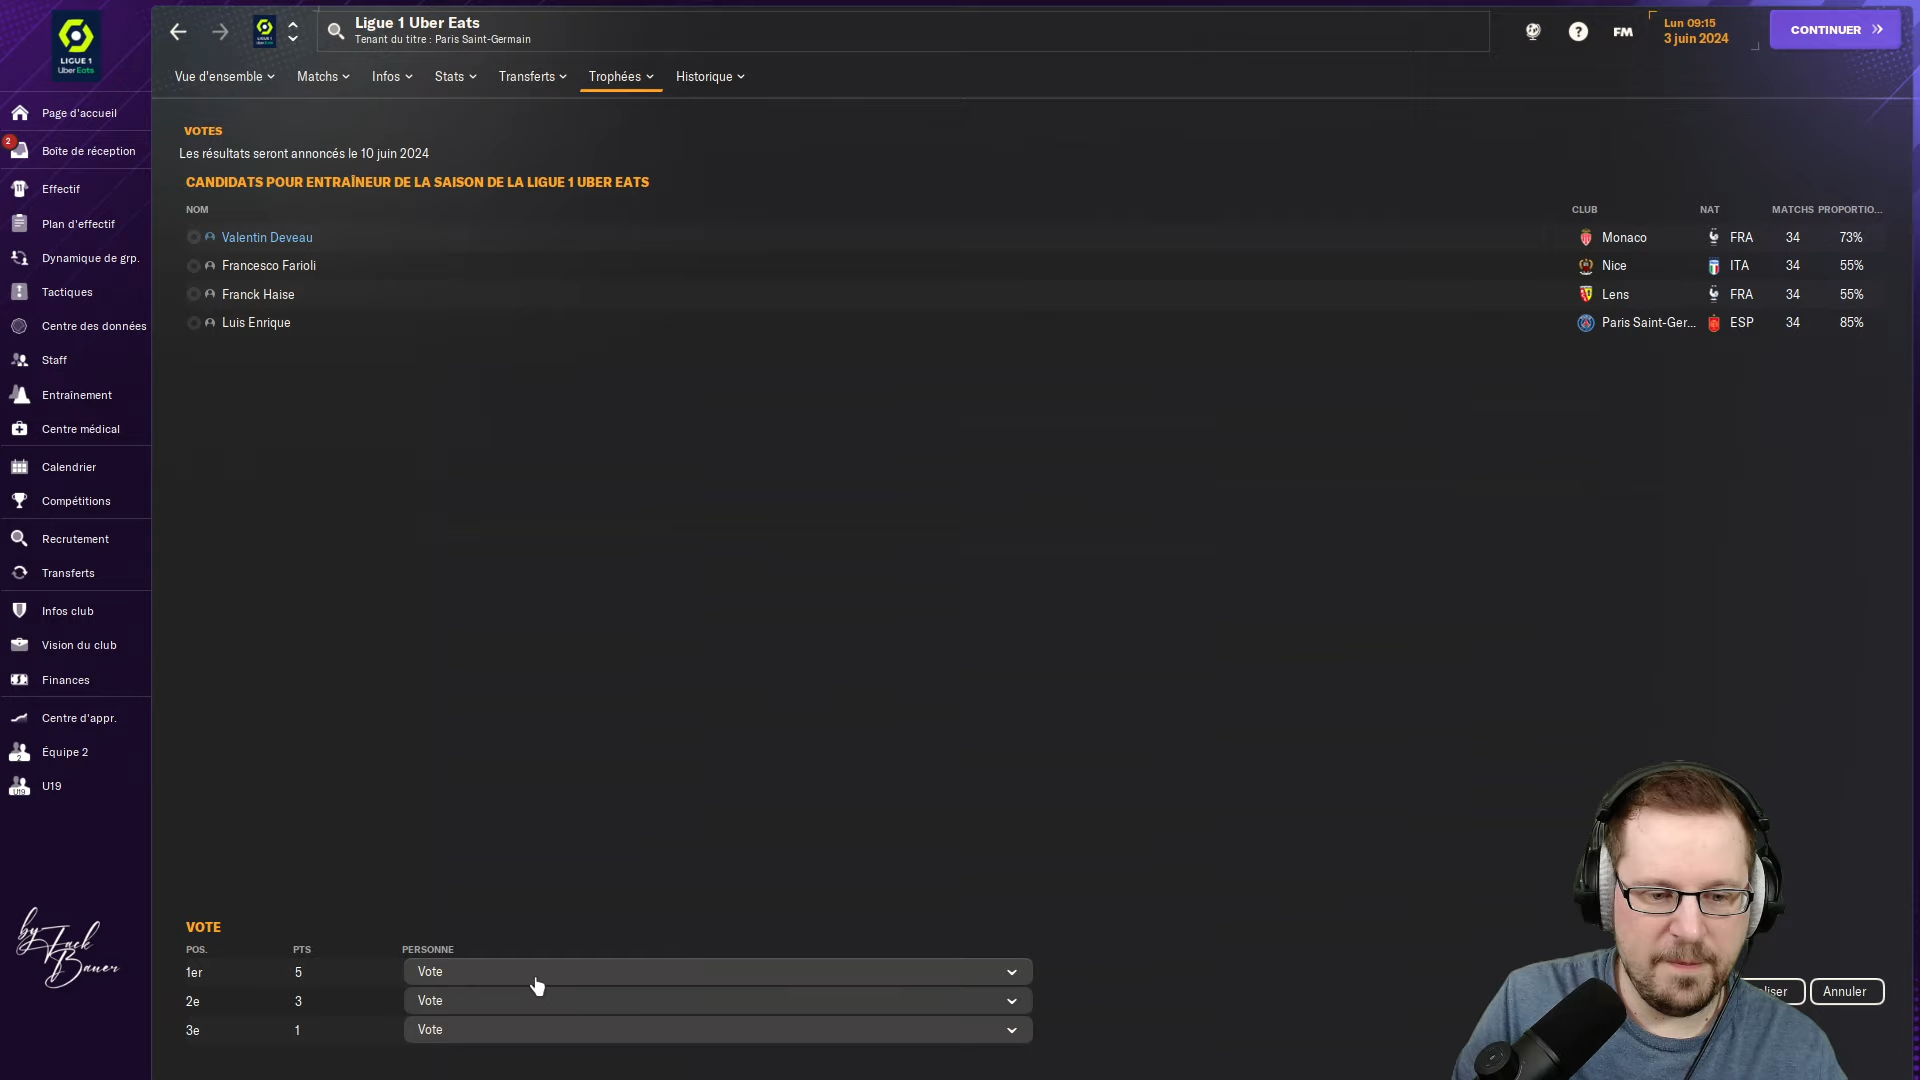 LIGUE 1
Uber Eats
Ligue 1 Uber Eats
Tenant du titre : Paris Saint-Germain
FM
Lun 09:15
3 juin 2024
CONTINUER
Vue d'ensemble
Matchs
Infos
Stats
Transferts
Trophées
Historique
Page d'accueil
2
Boîte de réception
Effectif
Plan d'effectif
Dynamique de grp.
Tactiques
Centre des données
Staff
Entraînement
Centre médical
Calendrier
Compétitions
Recrutement
Transferts
Infos club
Vision du club
Finances
Centre d'appr.
Équipe 2
U19
by Jack
Bauer
VOTES
Les résultats seront annoncés le 10 juin 2024
CANDIDATS POUR ENTRAÎNEUR DE LA SAISON DE LA LIGUE 1 UBER EATS
NOM CLUB NAT MATCHS PROPORTIO...
Valentin Deveau Monaco FRA 34 73%
Francesco Farioli Nice ITA 34 55%
Franck Haise Lens FRA 34 55%
Luis Enrique Paris Saint-Ger... ESP 34 85%
VOTE
POS. PTS PERSONNE
1er 5 Vote
2e 3 Vote
3e 1 Vote
Annuler